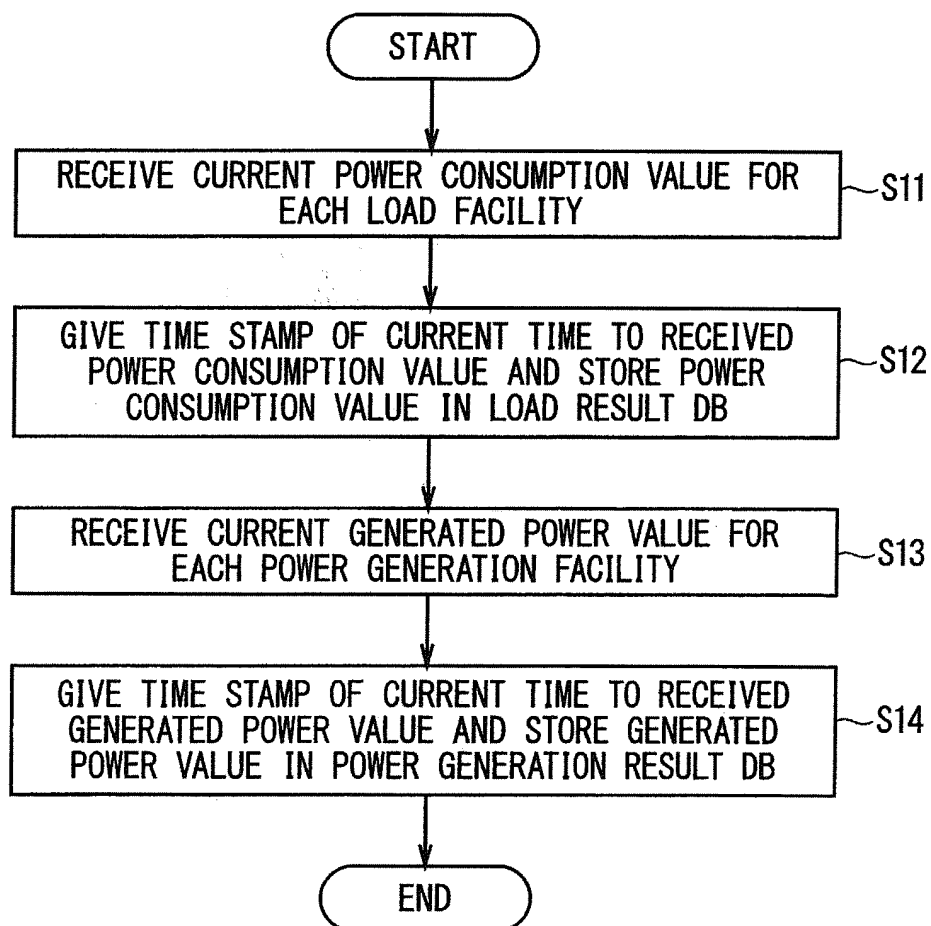 START
RECEIVE CURRENT POWER CONSUMPTION VALUE FOR
EACH LOAD FACILITY
S11
GIVE TIME STAMP OF CURRENT TIME TO RECEIVED
POWER CONSUMPTION VALUE AND STORE POWER
CONSUMPTION VALUE IN LOAD RESULT DB
S12
RECEIVE CURRENT GENERATED POWER VALUE FOR
EACH POWER GENERATION FACILITY
S13
GIVE TIME STAMP OF CURRENT TIME TO RECEIVED
GENERATED POWER VALUE AND STORE GENERATED
POWER VALUE IN POWER GENERATION RESULT DB
S14
END